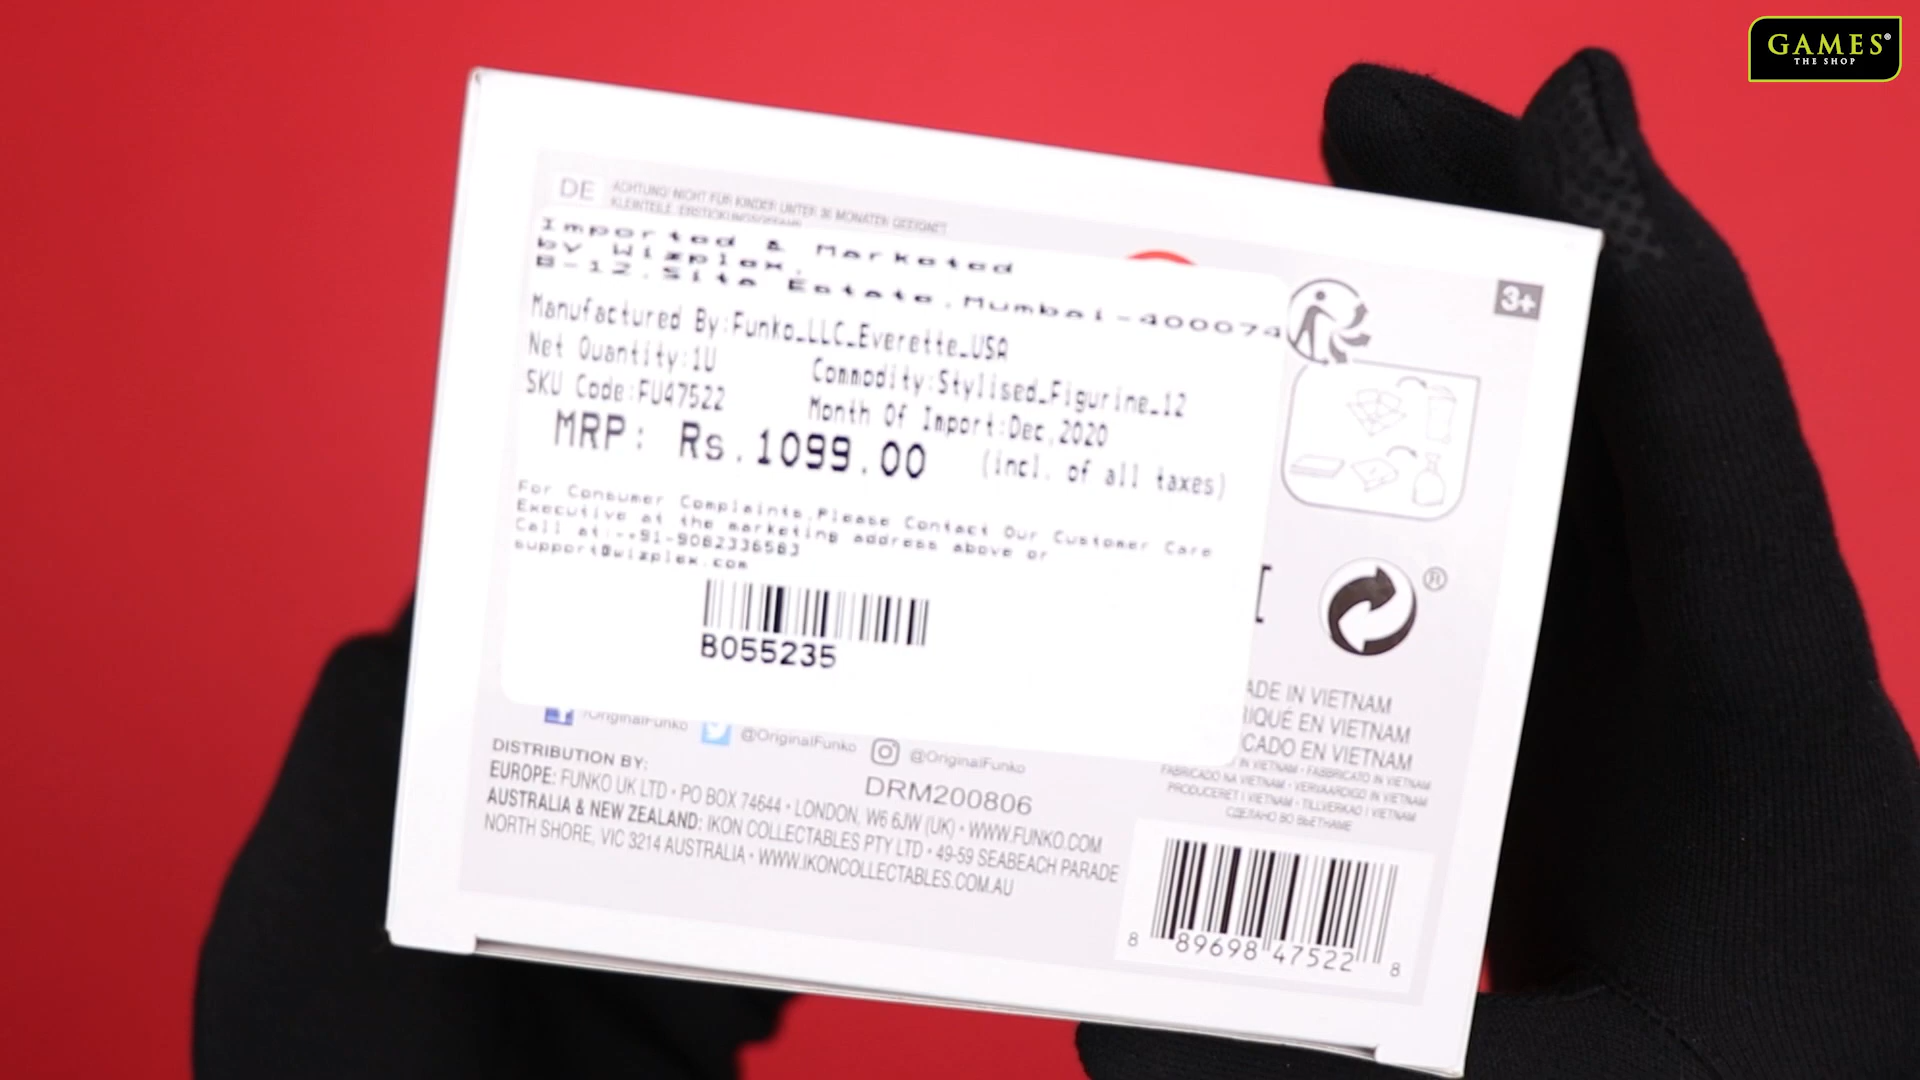 GAMES®
THE SHOP
DE
ACHTUNG! NICHT FÜR KINDER UNTER 36 MONATEN GEEIGNET.
KLEINTEILE. ERSTICKUNGSGEFAHR.
3+
Imported & Marketed
by Wizplex,
B-12,Site Estate,Mumbai-400074
Manufactured By:Funko_LLC_Everette_USA
Net Quantity:1U
Commodity:Stylised_Figurine_12
SKU Code:FU47522
Month Of Import:Dec,2020
MRP: Rs.1099.00 (incl. of all taxes)
For Consumer Complaints,Please Contact Our Customer Care
Executive at the marketing address above or
Call at:-+91-9082336583
support@wizplex.com
B055235
®
ADE IN VIETNAM
RIQUÉ EN VIETNAM
CADO EN VIETNAM
IN VIETNAM • FABBRICATO IN VIETNAM
FABRICADO NA VIETNAM • VERVAARDIGD IN VIETNAM
PRODUCERET I VIETNAM • TILLVERKAD I VIETNAM
СДЕЛАНО ВО ВЬЕТНАМЕ
/OriginalFunko @OriginalFunko @OriginalFunko
DISTRIBUTION BY:
DRM200806
EUROPE: FUNKO UK LTD • PO BOX 74644 • LONDON, W6 6JW (UK) • WWW.FUNKO.COM
AUSTRALIA & NEW ZEALAND: IKON COLLECTABLES PTY LTD • 49-59 SEABEACH PARADE
NORTH SHORE, VIC 3214 AUSTRALIA • WWW.IKONCOLLECTABLES.COM.AU
8 89698 47522 8